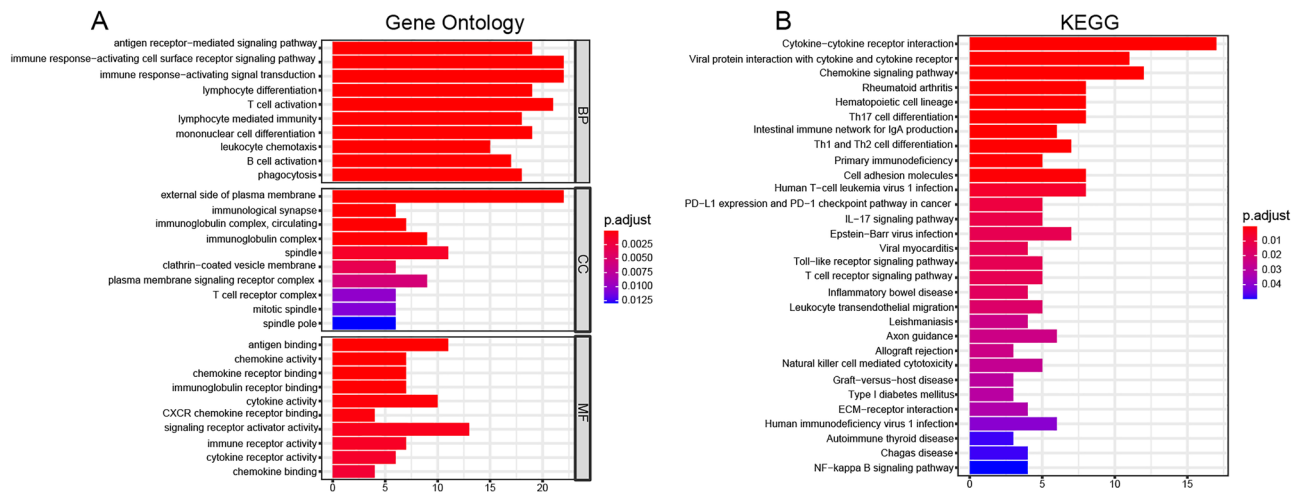 A
Gene Ontology
antigen receptor−mediated signaling pathway
immune response−activating cell surface receptor signaling pathway
immune response−activating signal transduction
lymphocyte differentiation
T cell activation
lymphocyte mediated immunity
mononuclear cell differentiation
leukocyte chemotaxis
B cell activation
phagocytosis
BP
external side of plasma membrane
immunological synapse
immunoglobulin complex, circulating
immunoglobulin complex
spindle
clathrin−coated vesicle membrane
plasma membrane signaling receptor complex
T cell receptor complex
mitotic spindle
spindle pole
CC
antigen binding
chemokine activity
chemokine receptor binding
immunoglobulin receptor binding
cytokine activity
CXCR chemokine receptor binding
signaling receptor activator activity
immune receptor activity
cytokine receptor activity
chemokine binding
MF
0 5 10 15 20
p.adjust
0.0025
0.0050
0.0075
0.0100
0.0125
B
KEGG
Cytokine−cytokine receptor interaction
Viral protein interaction with cytokine and cytokine receptor
Chemokine signaling pathway
Rheumatoid arthritis
Hematopoietic cell lineage
Th17 cell differentiation
Intestinal immune network for IgA production
Th1 and Th2 cell differentiation
Primary immunodeficiency
Cell adhesion molecules
Human T−cell leukemia virus 1 infection
PD−L1 expression and PD−1 checkpoint pathway in cancer
IL−17 signaling pathway
Epstein−Barr virus infection
Viral myocarditis
Toll−like receptor signaling pathway
T cell receptor signaling pathway
Inflammatory bowel disease
Leukocyte transendothelial migration
Leishmaniasis
Axon guidance
Allograft rejection
Natural killer cell mediated cytotoxicity
Graft−versus−host disease
Type I diabetes mellitus
ECM−receptor interaction
Human immunodeficiency virus 1 infection
Autoimmune thyroid disease
Chagas disease
NF−kappa B signaling pathway
0 5 10 15
p.adjust
0.01
0.02
0.03
0.04